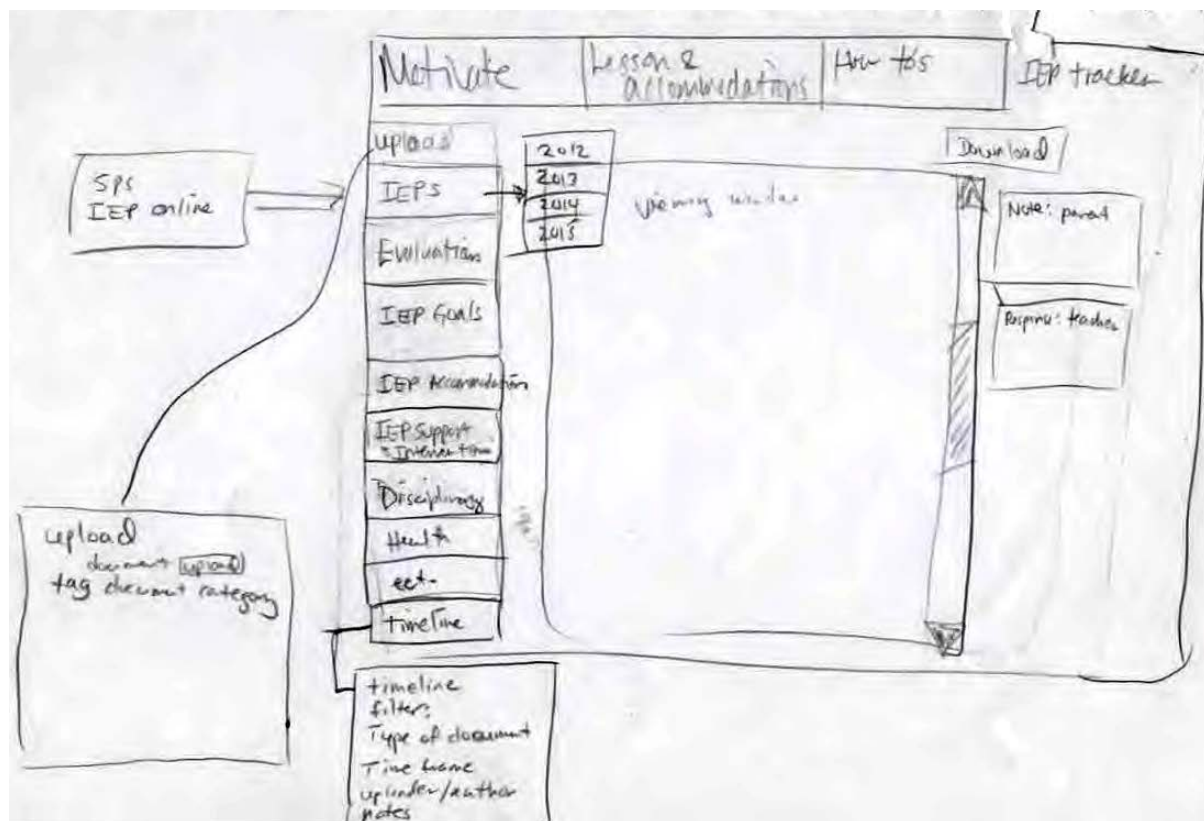 Motivate
Lesson &
accommodations
How to's
IEP tracker
upload
IEPS
Evaluations
IEP Goals
IEP Accommodation
IEP Support
Disciplinary
Health
ect.
timeline
2012
2013
2014
2015
viewing window
Download
Note: parent
Response: teacher
SPS
IEP online
upload
document upload
tag document category
timeline
filters
Type of document
Time frame
uploader/author
notes